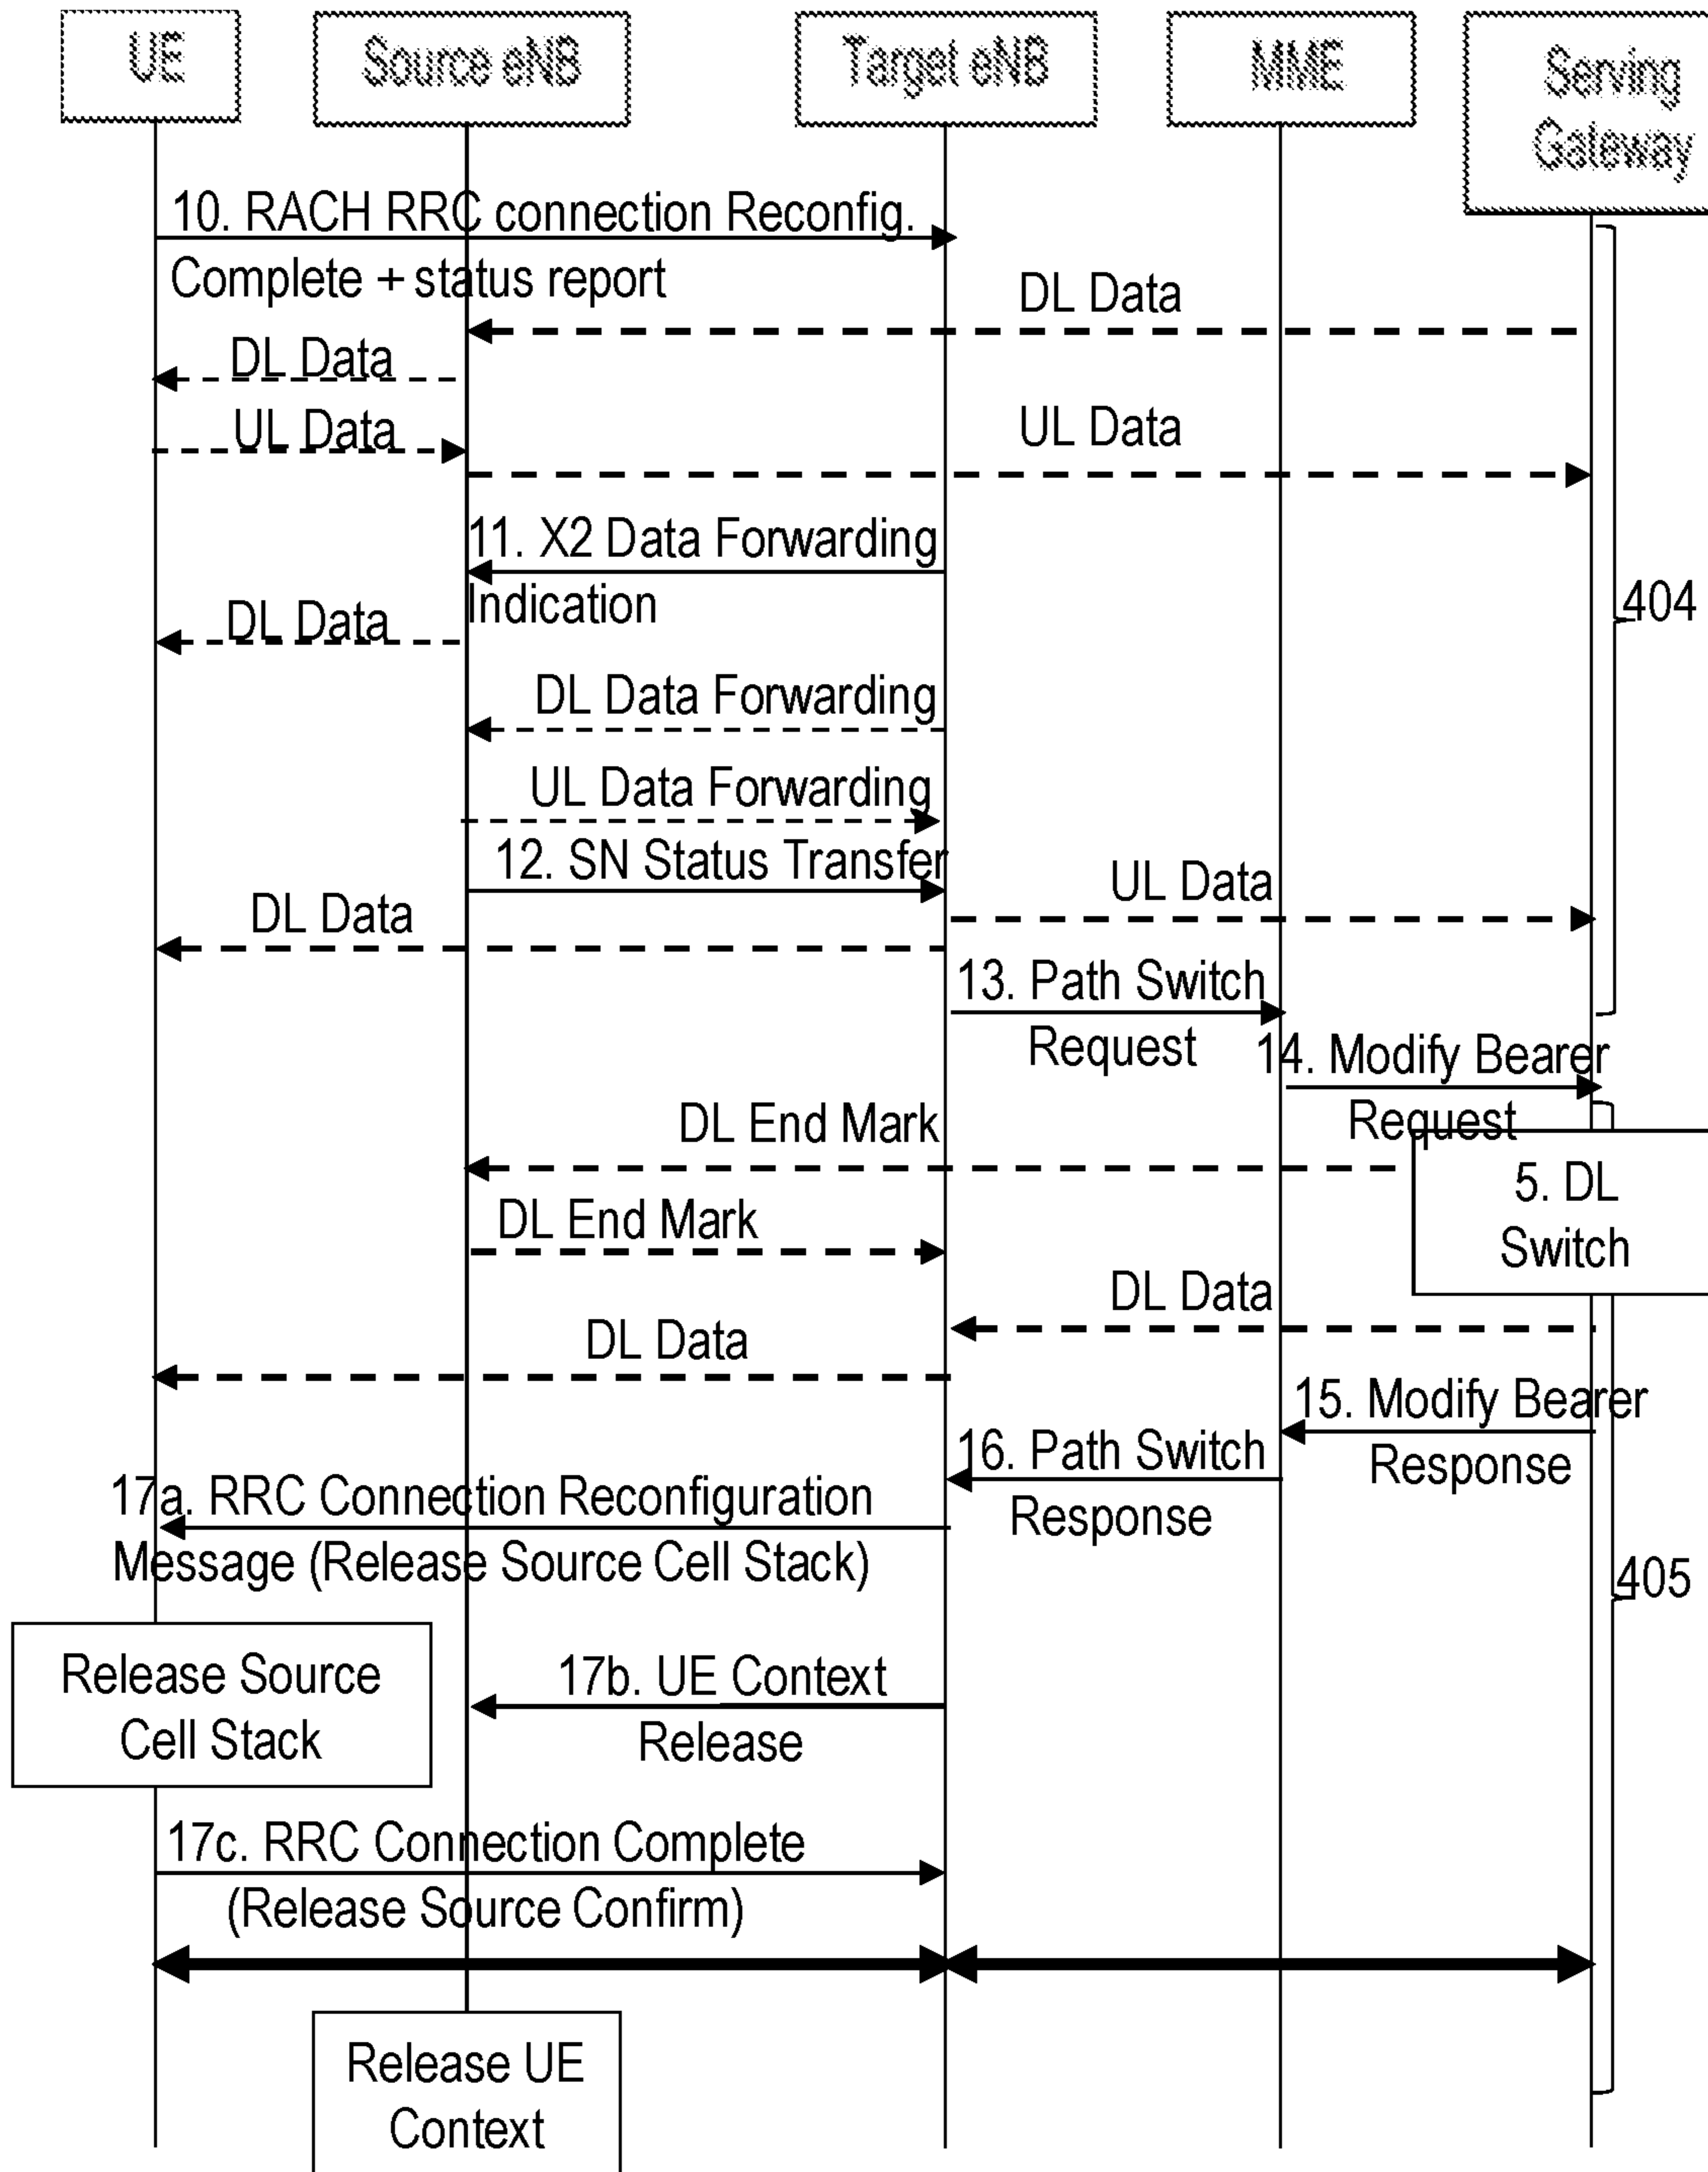 UE
Source eNB
Target eNB
MME
Serving
Gateway
10. RACH RRC connection Reconfig.
Complete + status report
DL Data
DL Data
UL Data
UL Data
11. X2 Data Forwarding
Indication
404
DL Data
DL Data Forwarding
UL Data Forwarding
12. SN Status Transfer
UL Data
DL Data
13. Path Switch
Request
14. Modify Bearer
Request
DL End Mark
5. DL
Switch
DL End Mark
DL Data
DL Data
15. Modify Bearer
Response
16. Path Switch
Response
17a. RRC Connection Reconfiguration
Message (Release Source Cell Stack)
405
Release Source
Cell Stack
17b. UE Context
Release
17c. RRC Connection Complete
(Release Source Confirm)
Release UE
Context